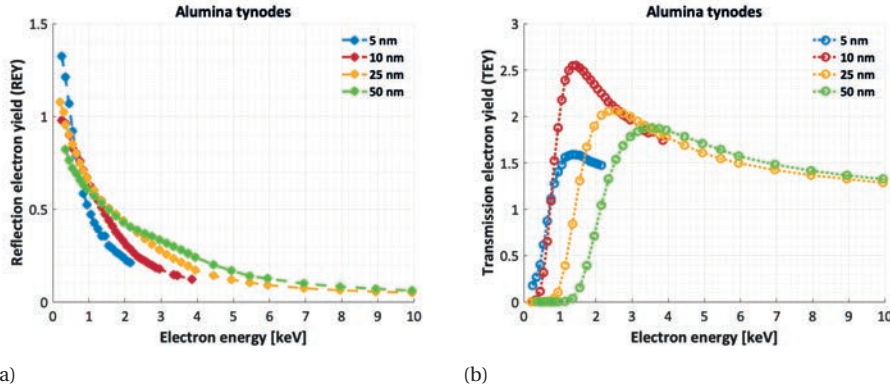 Alumina tynodes
Reflection electron yield (REY)
1.5
1
0.5
0
5 nm
10 nm
25 nm
50 nm
0 1 2 3 4 5 6 7 8 9 10
Electron energy [keV]
a)
Alumina tynodes
Transmission electron yield (TEY)
3
2.5
2
1.5
1
0.5
0
5 nm
10 nm
25 nm
50 nm
0 1 2 3 4 5 6 7 8 9 10
Electron energy [keV]
(b)